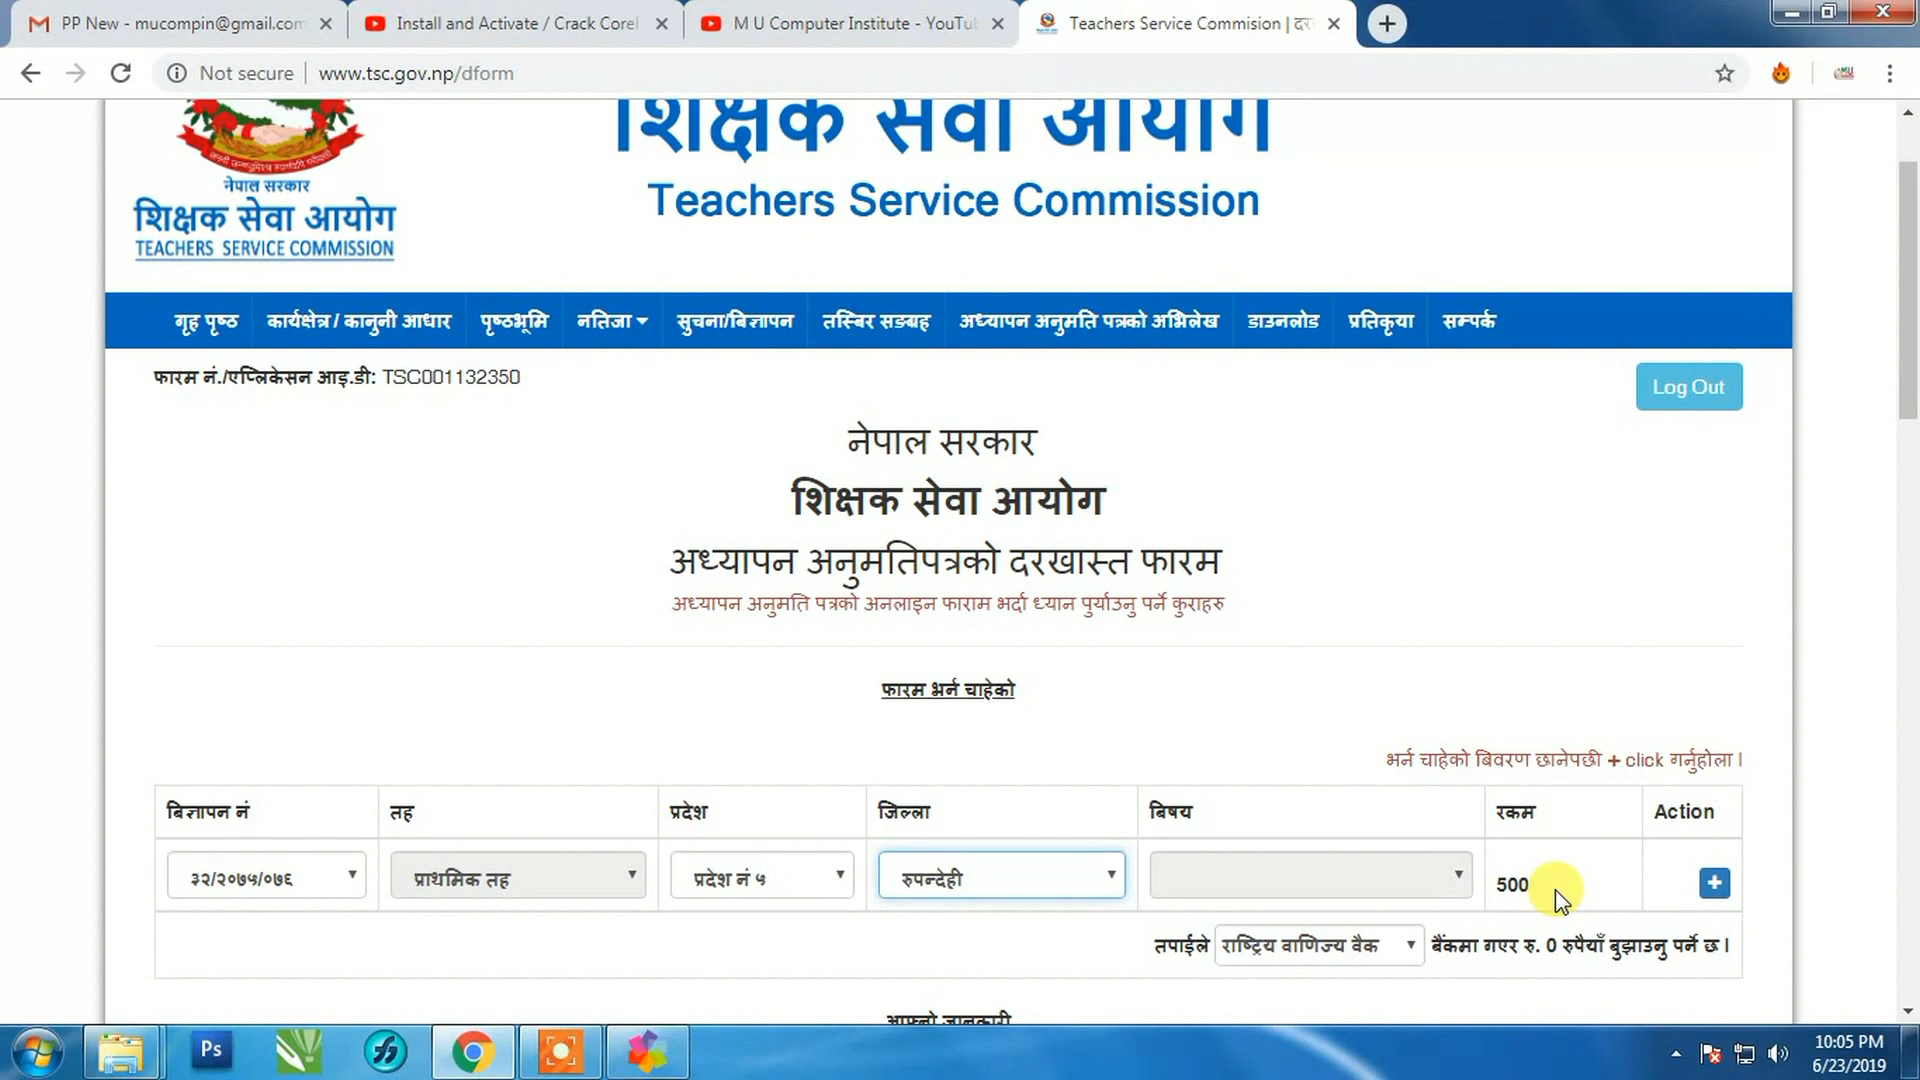 PP New - mucompin@gmail.com
Install and Activate / Crack Corel
M U Computer Institute - YouTu
Teachers Service Commision | दर
Not secure | www.tsc.gov.np/dform
शिक्षक सेवा आयोग
Teachers Service Commission
नेपाल सरकार
शिक्षक सेवा आयोग
TEACHERS SERVICE COMMISSION
गृह पृष्ठ कार्यक्षेत्र / कानुनी आधार पृष्ठभूमि नतिजा सुचना/बिज्ञापन तस्बिर सङग्रह अध्यापन अनुमति पत्रको अभिलेख डाउनलोड प्रतिकृया सम्पर्क
फारम नं./एप्लिकेसन आइ.डी: TSC001132350
Log Out
नेपाल सरकार
शिक्षक सेवा आयोग
अध्यापन अनुमतिपत्रको दरखास्त फारम
अध्यापन अनुमति पत्रको अनलाइन फाराम भर्दा ध्यान पुर्याउनु पर्ने कुराहरु
फारम भर्न चाहेको
भर्न चाहेको बिवरण छानेपछी + click गर्नुहोला ।
बिज्ञापन नं तह प्रदेश जिल्ला बिषय रकम Action
३२/२०७५/०७६ प्राथमिक तह प्रदेश नं ५ रुपन्देही 500 +
तपाईले राष्ट्रिय वाणिज्य बैक बैंकमा गएर रु. 0 रुपैयाँ बुझाउनु पर्ने छ ।
आफ्नो जानकारी
Ps
10:05 PM
6/23/2019